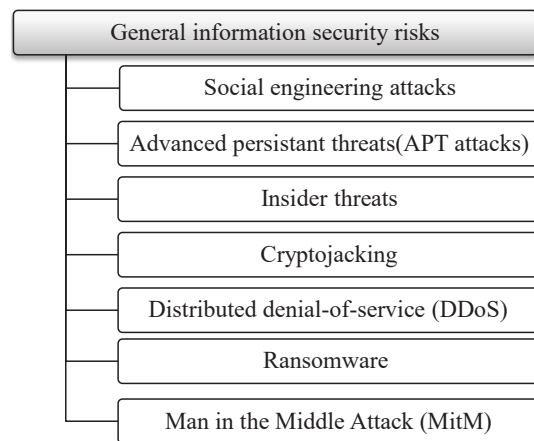 General information security risks
Social engineering attacks
Advanced persistant threats(APT attacks)
Insider threats
Cryptojacking
Distributed denial-of-service (DDoS)
Ransomware
Man in the Middle Attack (MitM)